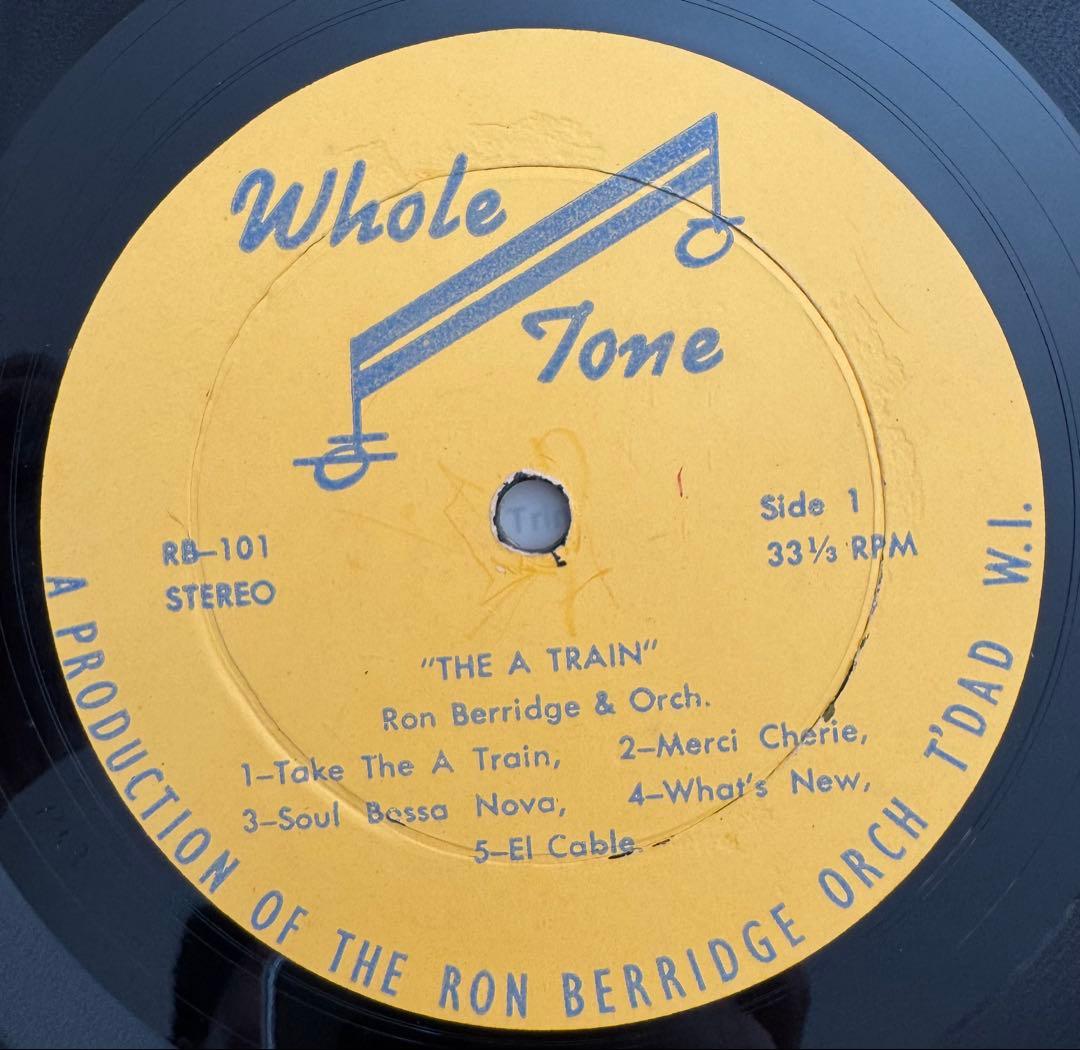 Whole
Tone
RB-101
STEREO
Side 1
33⅓ RPM
"THE A TRAIN"
Ron Berridge & Orch.
1-Take The A Train, 2-Merci Cherie,
3-Soul Bossa Nova, 4-What's New,
5-El Cable
A PRODUCTION OF THE RON BERRIDGE ORCH T'DAD W.I.